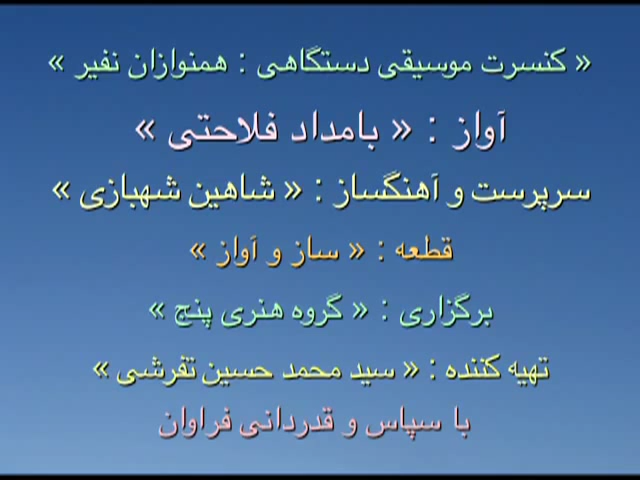 « کنسرت موسیقی دستگاهی : همنوازان نفیر »
آواز : « بامداد فلاحتی »
سرپرست و آهنگساز : « شاهین شهبازی »
قطعه : « ساز و آواز »
برگزاری : « گروه هنری پنج »
تهیه کننده : « سید محمد حسین تفرشی »
با سپاس و قدردانی فراوان